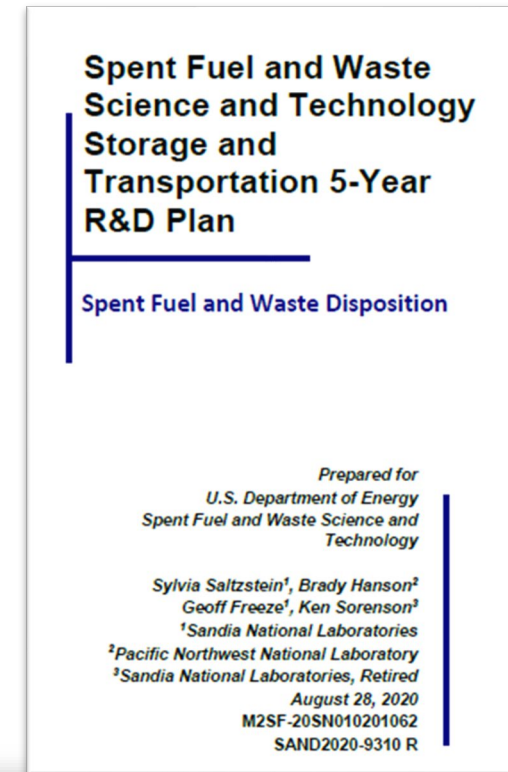 Spent Fuel and Waste
Science and Technology
Storage and
Transportation 5-Year
R&D Plan
Spent Fuel and Waste Disposition
Prepared for
U.S. Department of Energy
Spent Fuel and Waste Science and
Technology
Sylvia Saltzstein¹, Brady Hanson²
Geoff Freeze¹, Ken Sorenson³
¹Sandia National Laboratories
²Pacific Northwest National Laboratory
³Sandia National Laboratories, Retired
August 28, 2020
M2SF-20SN010201062
SAND2020-9310 R